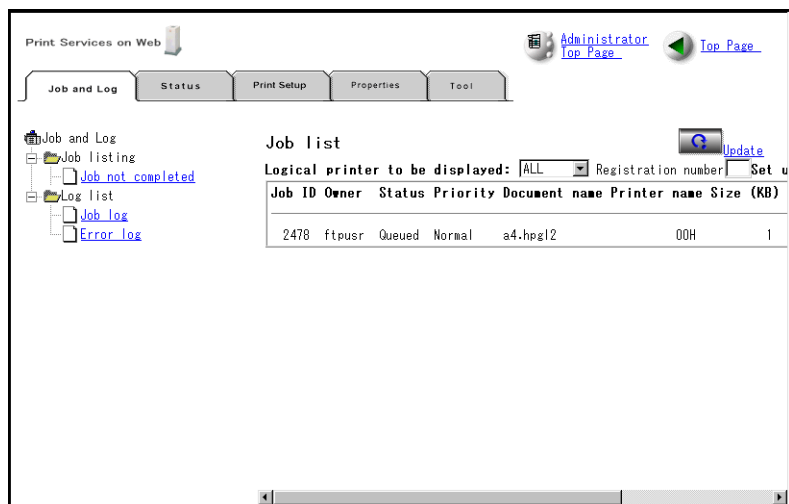 Print Services on Web
Administrator
Top Page
Top Page
Job and Log
Status
Print Setup
Properties
Tool
Job and Log
Job listing
Job not completed
Log list
Job log
Error log
Job list
Update
Logical printer to be displayed: ALL Registration number Set u
Job ID Owner Status Priority Document name Printer name Size (KB)
2478 ftpusr Queued Normal a4.hpgl2 00H 1